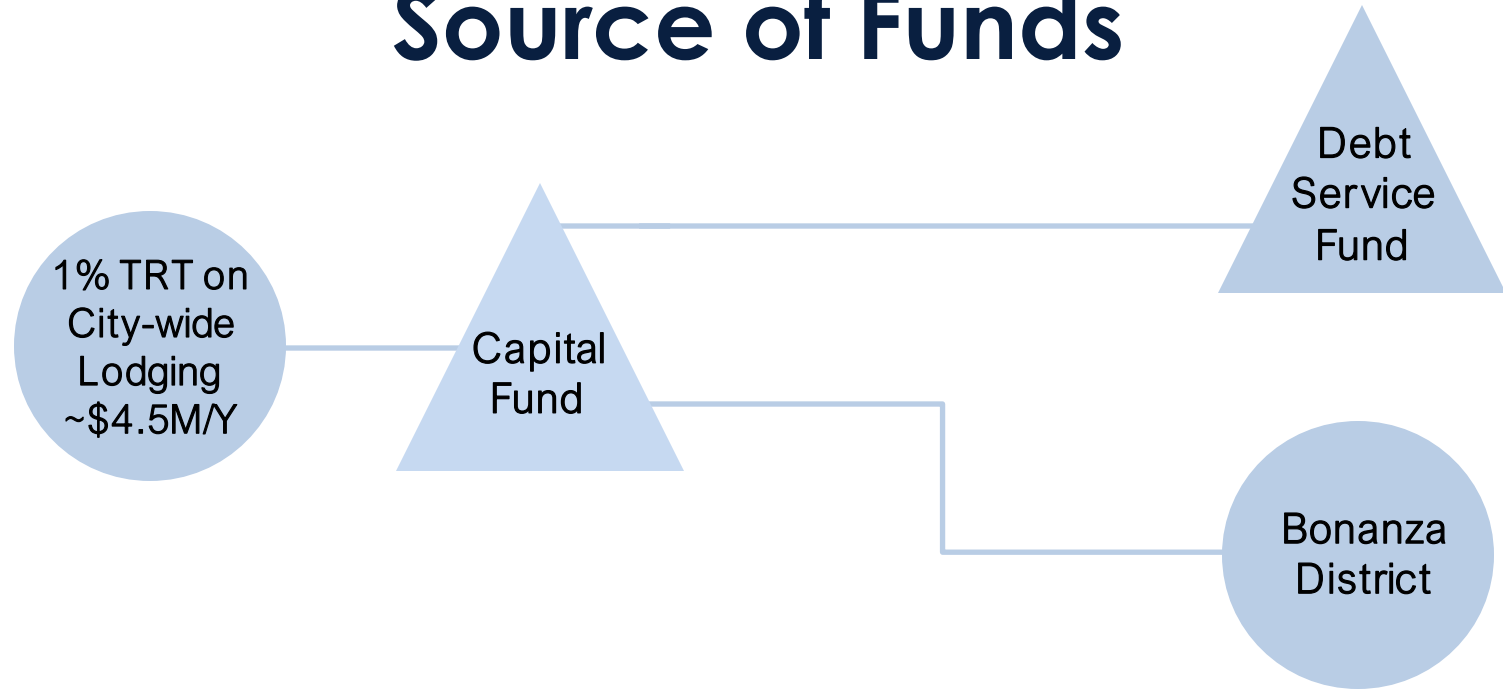 Source of Funds
Debt
Service
Fund
1% TRT on
City-wide
Lodging
~$4.5M/Y
Capital
Fund
Bonanza
District